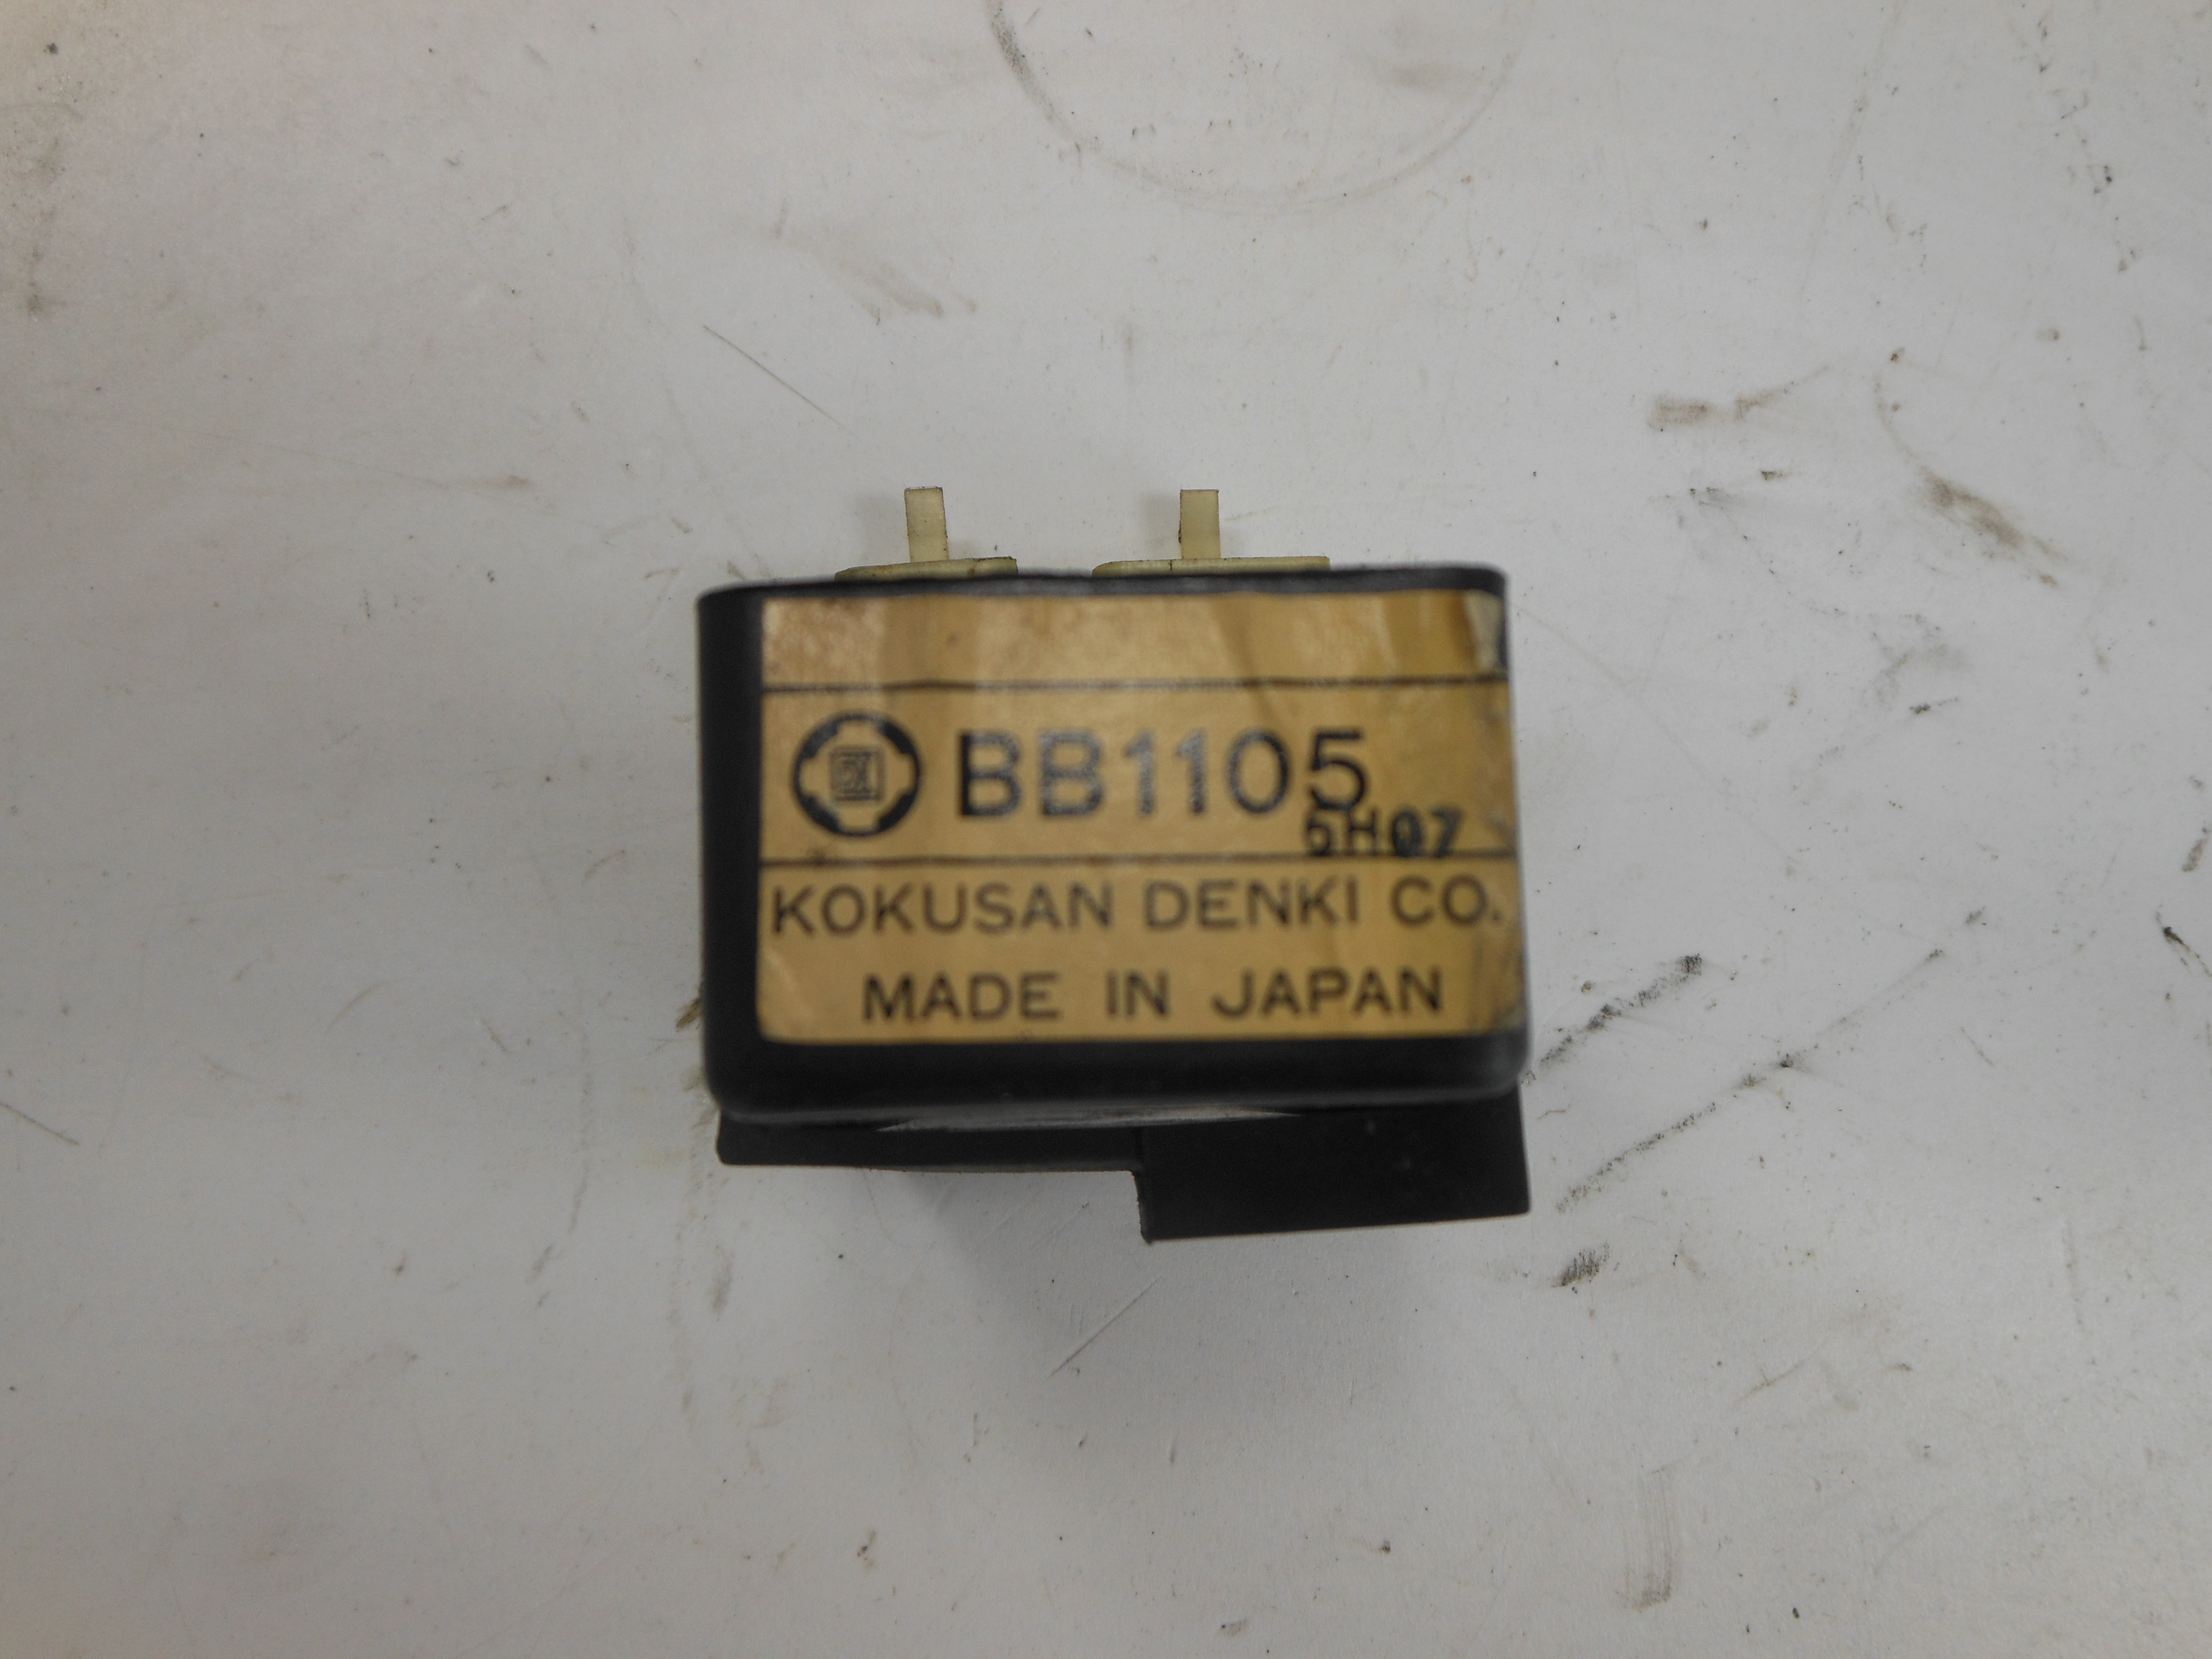 BB1105
5H07
KOKUSAN DENKI CO.
MADE IN JAPAN